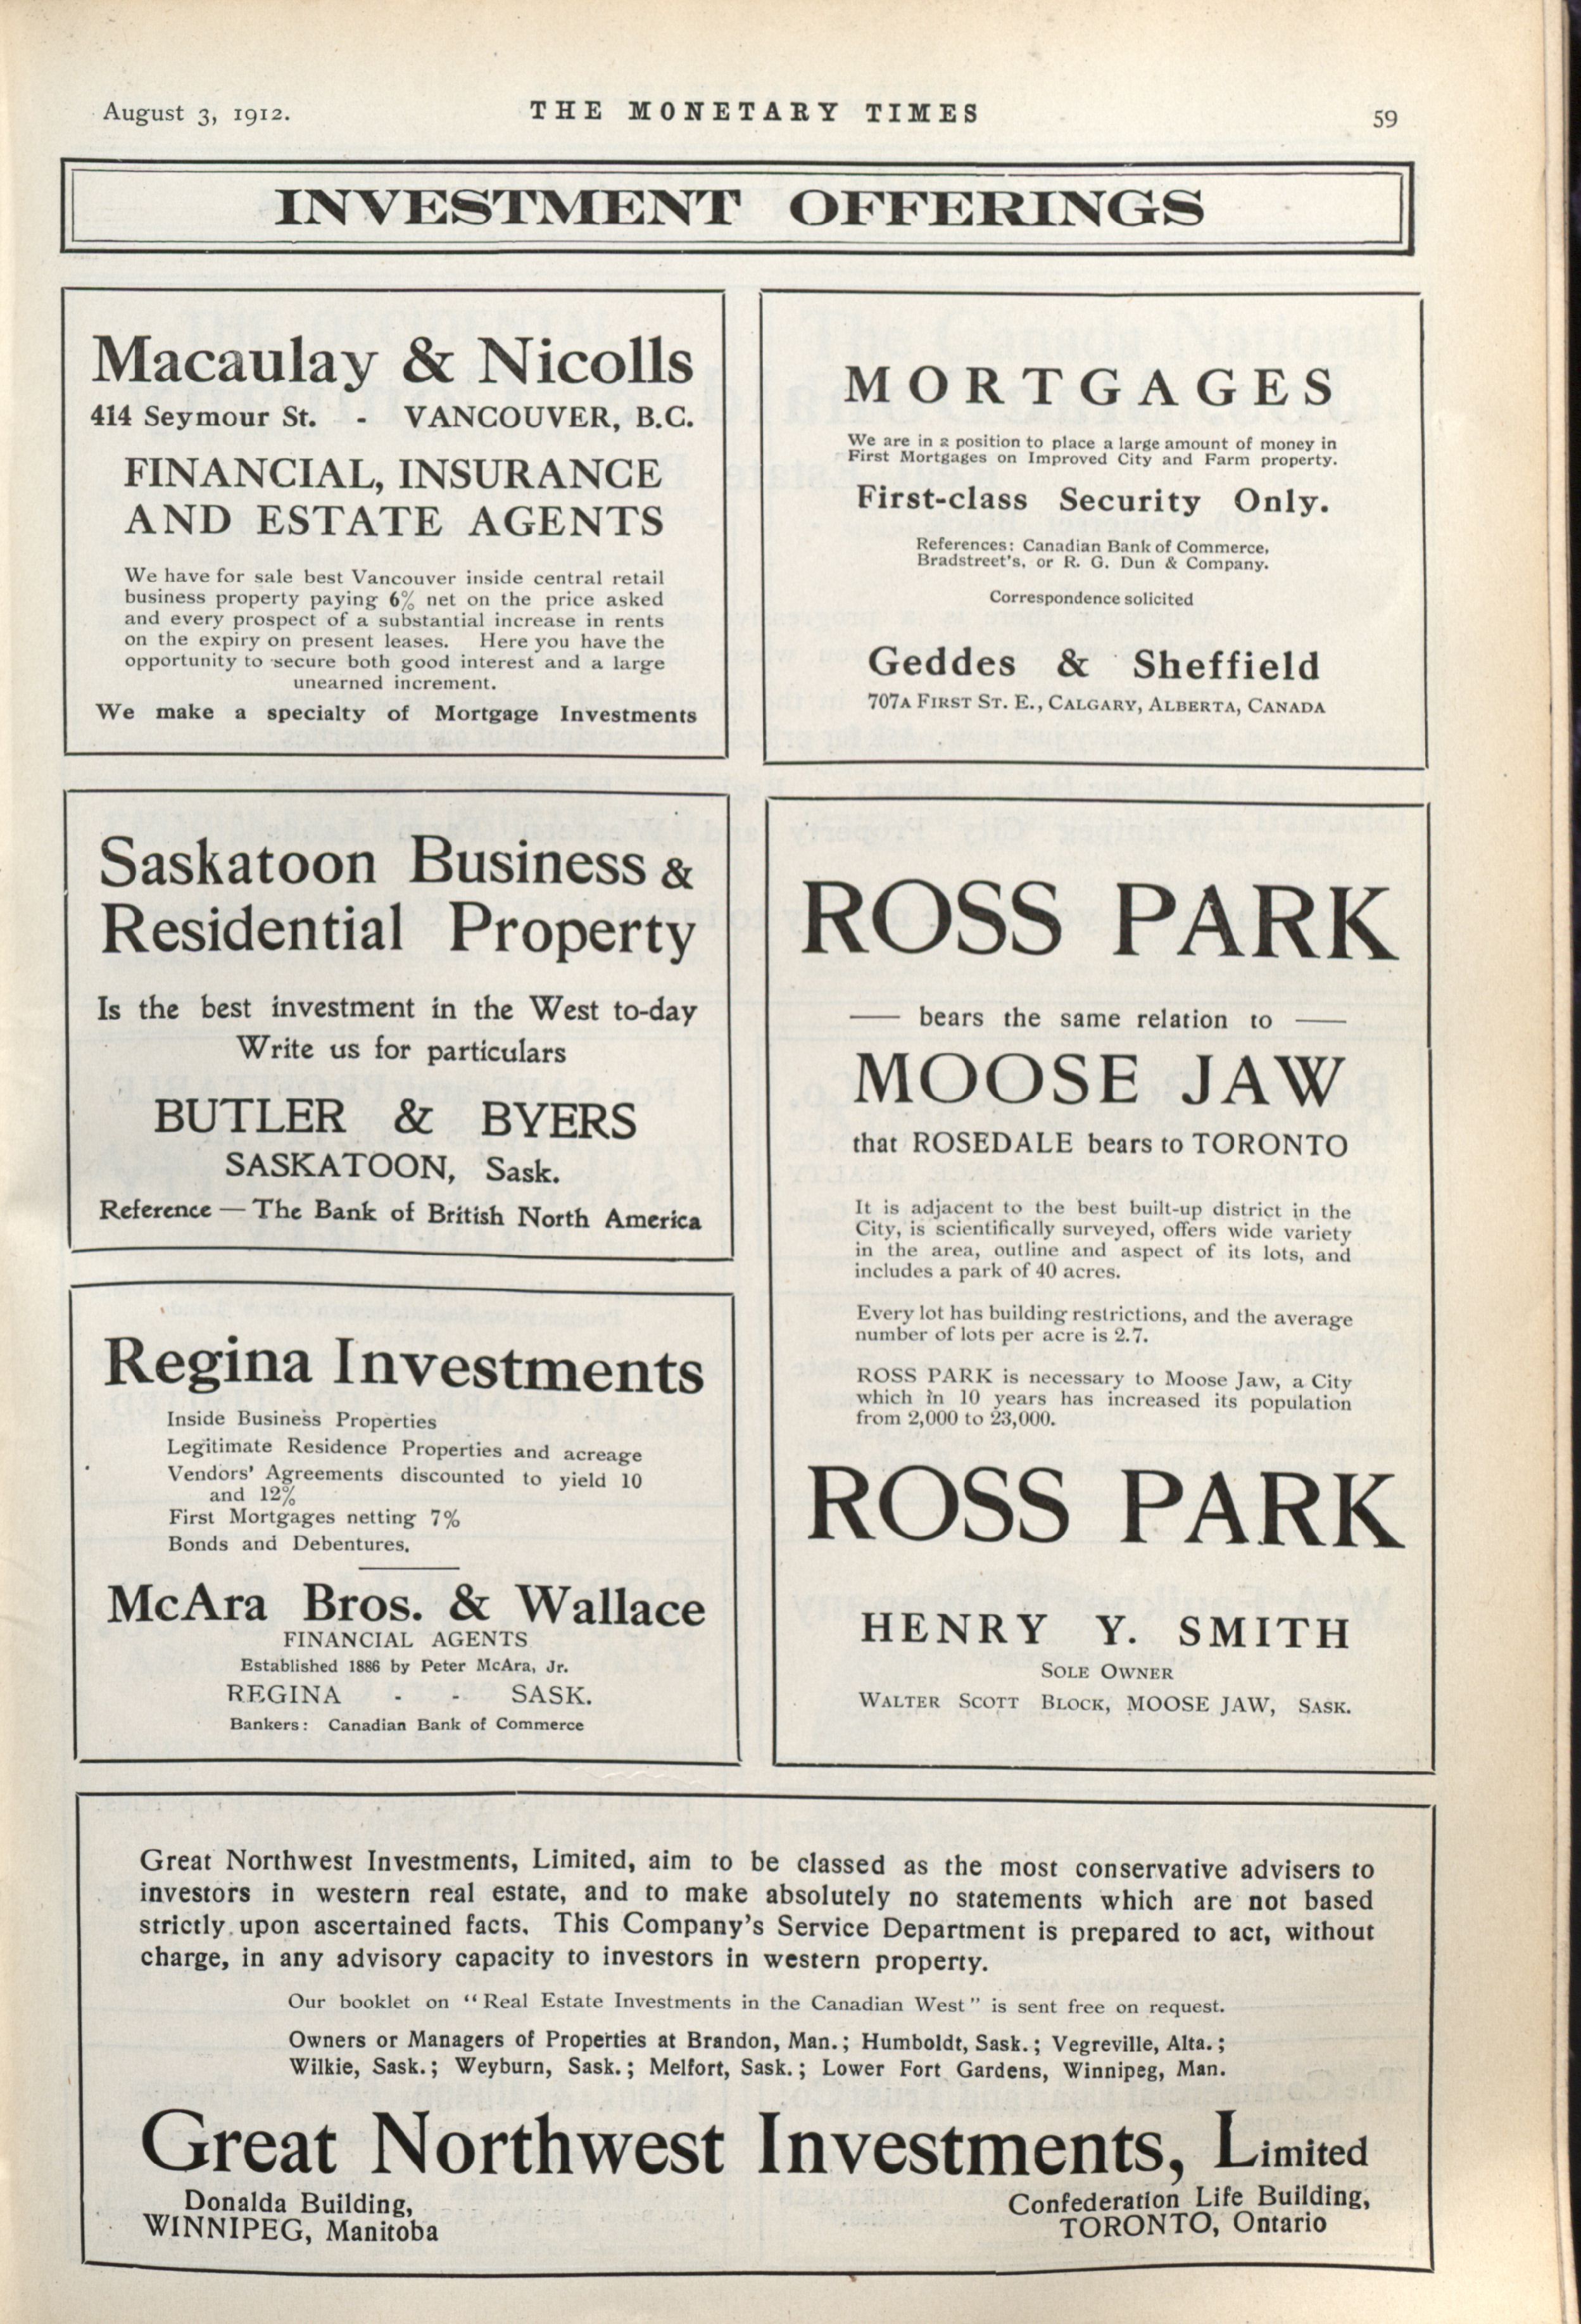 August 3, 1912.
THE MONETARY TIMES
59
INVESTMENT OFFERINGS
Macaulay & Nicolls
414 Seymour St. - VANCOUVER, B.C.
FINANCIAL, INSURANCE
AND ESTATE AGENTS
We have for sale best Vancouver inside central retail
business property paying 6% net on the price asked
and every prospect of a substantial increase in rents
on the expiry on present leases. Here you have the
opportunity to secure both good interest and a large
unearned increment.
We make a specialty of Mortgage Investments
MORTGAGES
We are in a position to place a large amount of money in
First Mortgages on Improved City and Farm property.
First-class Security Only.
References: Canadian Bank of Commerce,
Bradstreet's, or R. G. Dun & Company.
Correspondence solicited
Geddes & Sheffield
707A FIRST ST. E., CALGARY, ALBERTA, CANADA
Saskatoon Business &
Residential Property
Is the best investment in the West to-day
Write us for particulars
BUTLER & BYERS
SASKATOON, Sask.
Reference — The Bank of British North America
Regina Investments
Inside Business Properties
Legitimate Residence Properties and acreage
Vendors' Agreements discounted to yield 10
and 12%
First Mortgages netting 7%
Bonds and Debentures.
McAra Bros. & Wallace
FINANCIAL AGENTS
Established 1886 by Peter McAra, Jr.
REGINA - - SASK.
Bankers: Canadian Bank of Commerce
ROSS PARK
— bears the same relation to —
MOOSE JAW
that ROSEDALE bears to TORONTO
It is adjacent to the best built-up district in the
City, is scientifically surveyed, offers wide variety
in the area, outline and aspect of its lots, and
includes a park of 40 acres.
Every lot has building restrictions, and the average
number of lots per acre is 2.7.
ROSS PARK is necessary to Moose Jaw, a City
which in 10 years has increased its population
from 2,000 to 23,000.
ROSS PARK
HENRY Y. SMITH
SOLE OWNER
WALTER SCOTT BLOCK, MOOSE JAW, SASK.
Great Northwest Investments, Limited, aim to be classed as the most conservative advisers to
investors in western real estate, and to make absolutely no statements which are not based
strictly upon ascertained facts. This Company's Service Department is prepared to act, without
charge, in any advisory capacity to investors in western property.
Our booklet on "Real Estate Investments in the Canadian West" is sent free on request.
Owners or Managers of Properties at Brandon, Man.; Humboldt, Sask.; Vegreville, Alta.;
Wilkie, Sask.; Weyburn, Sask.; Melfort, Sask.; Lower Fort Gardens, Winnipeg, Man.
Great Northwest Investments, Limited
Donalda Building,
WINNIPEG, Manitoba
Confederation Life Building,
TORONTO, Ontario